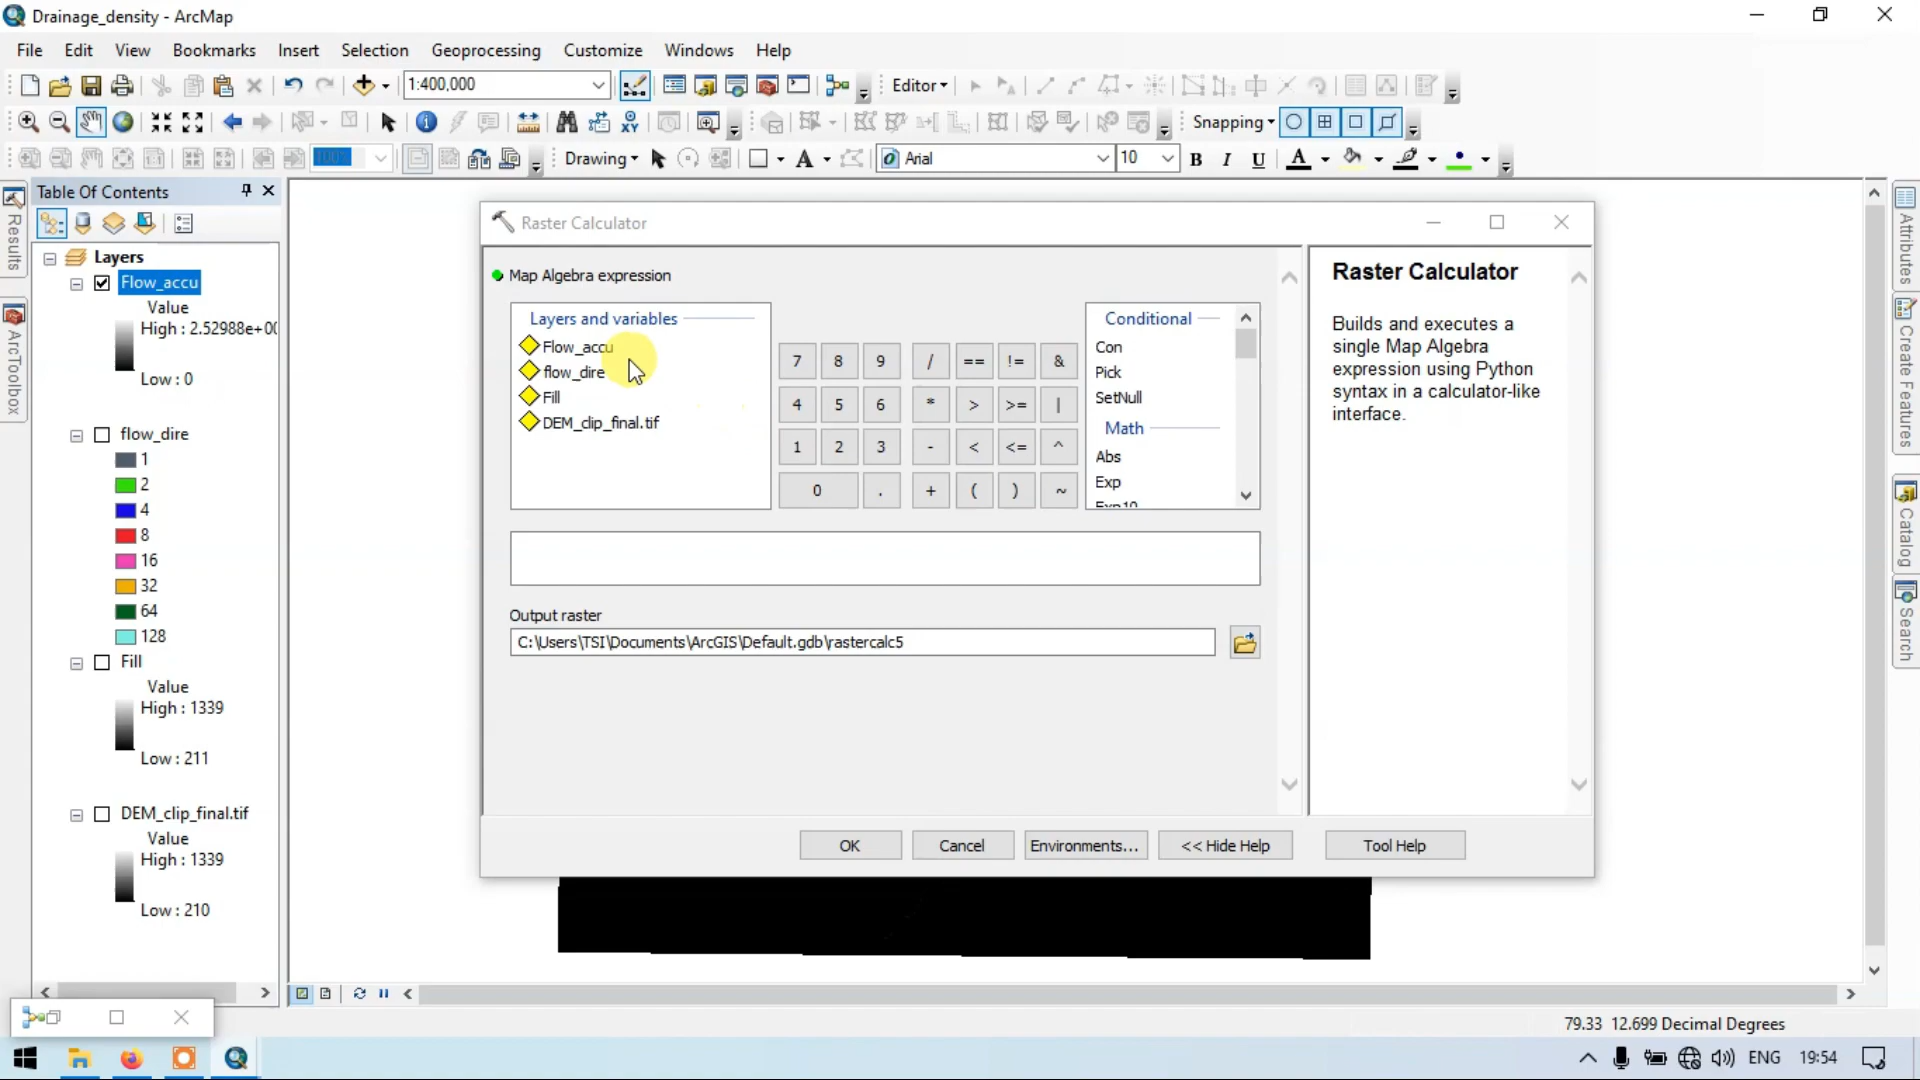 Drainage_density - ArcMap
File Edit View Bookmarks Insert Selection Geoprocessing Customize Windows Help
1:400,000
Editor
Snapping
100%
Drawing
Arial
10
B I U A
Table Of Contents
Results
ArcToolbox
Layers
Flow_accu
Value
High : 2.52988e+00
Low : 0
flow_dire
1
2
4
8
16
32
64
128
Fill
Value
High : 1339
Low : 211
DEM_clip_final.tif
Value
High : 1339
Low : 210
Raster Calculator
Map Algebra expression
Layers and variables
Flow_accu
flow_dire
Fill
DEM_clip_final.tif
7 8 9 / == != &
4 5 6 * > >= |
1 2 3 - < <= ^
0 . + ( ) ~
Conditional
Con
Pick
SetNull
Math
Abs
Exp
Exp10
Output raster
C:\Users\TSI\Documents\ArcGIS\Default.gdb\rastercalc5
OK
Cancel
Environments...
<< Hide Help
Tool Help
Raster Calculator
Builds and executes a
single Map Algebra
expression using Python
syntax in a calculator-like
interface.
Attributes
Create Features
Catalog
Search
79.33 12.699 Decimal Degrees
ENG
19:54